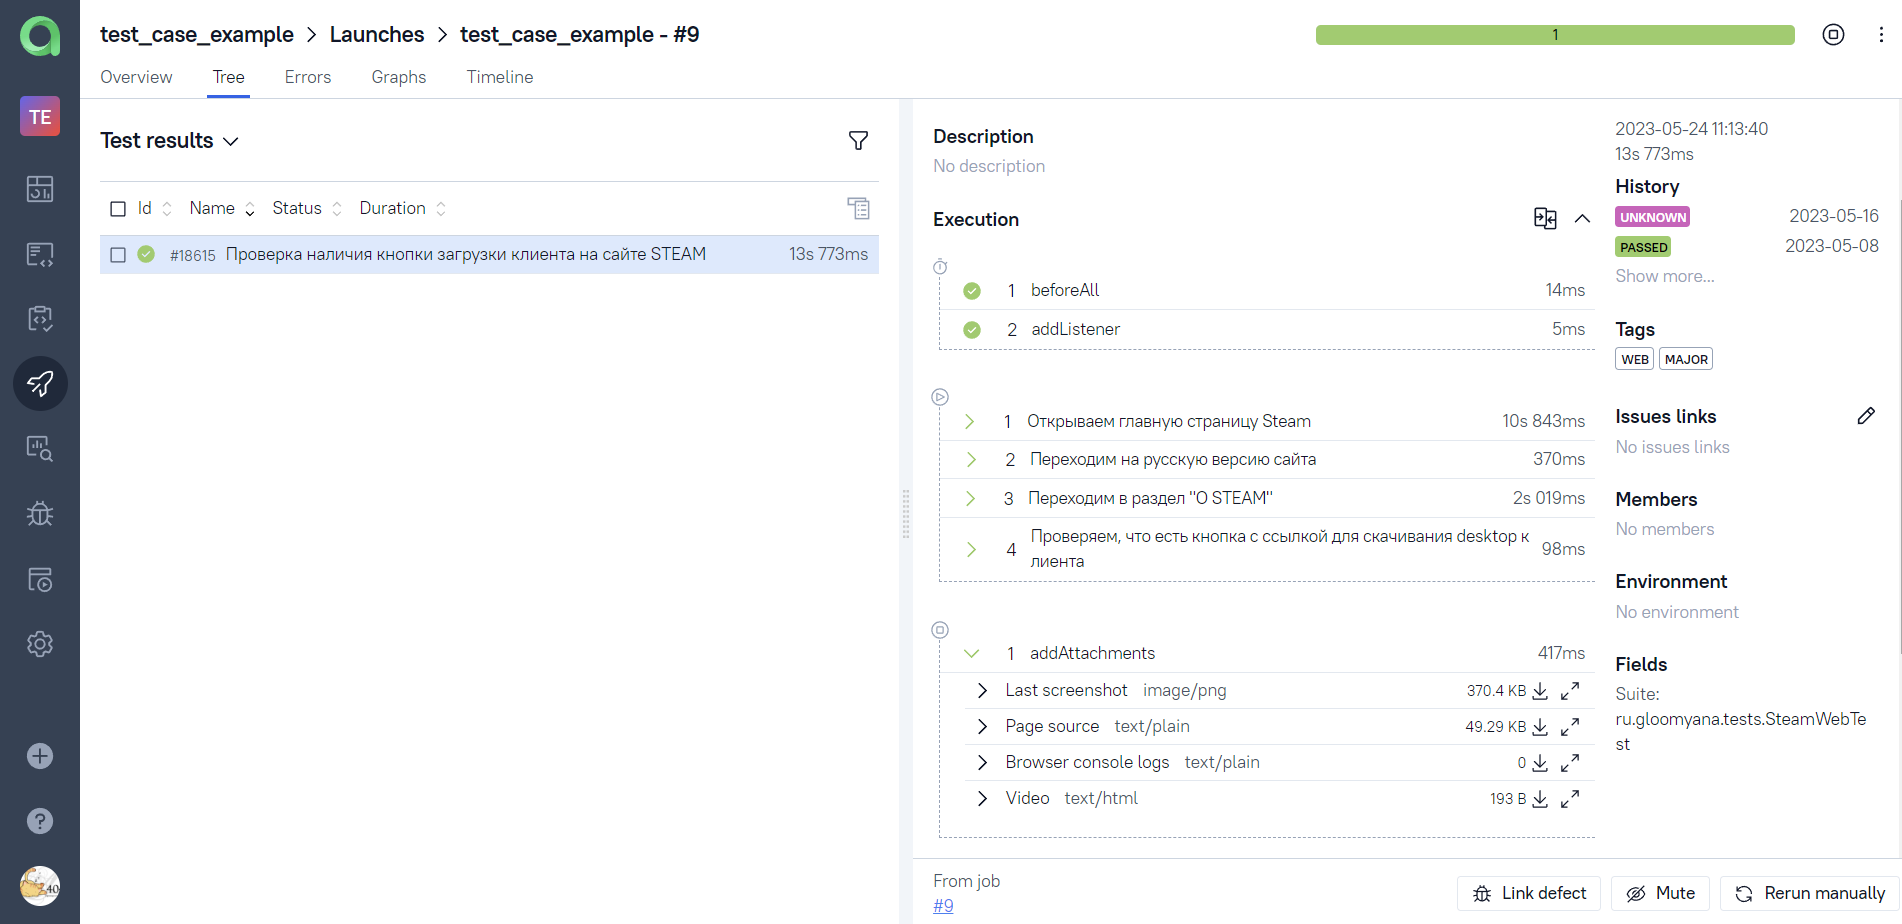 test_case_example > Launches > test_case_example - #9
1
Overview Tree Errors Graphs Timeline
TE
Test results
Id Name Status Duration
#18615 Проверка наличия кнопки загрузки клиента на сайте STEAM 13s 773ms
Description
No description
Execution
1 beforeAll 14ms
2 addListener 5ms
1 Открываем главную страницу Steam 10s 843ms
2 Переходим на русскую версию сайта 370ms
3 Переходим в раздел "О STEAM" 2s 019ms
4 Проверяем, что есть кнопка с ссылкой для скачивания desktop к
лиента 98ms
1 addAttachments 417ms
Last screenshot image/png 370.4 KB
Page source text/plain 49.29 KB
Browser console logs text/plain 0
Video text/html 193 B
2023-05-24 11:13:40
13s 773ms
History
UNKNOWN 2023-05-16
PASSED 2023-05-08
Show more...
Tags
WEB MAJOR
Issues links
No issues links
Members
No members
Environment
No environment
Fields
Suite:
ru.gloomyana.tests.SteamWebTe
st
From job
#9
Link defect Mute Rerun manually
?
40